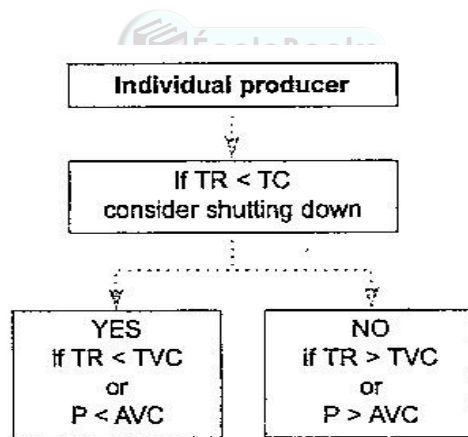 ÉcoleBooks
Individual producer
If TR < TC
consider shutting down
YES
if TR < TVC
or
P < AVC
NO
if TR > TVC
or
P > AVC